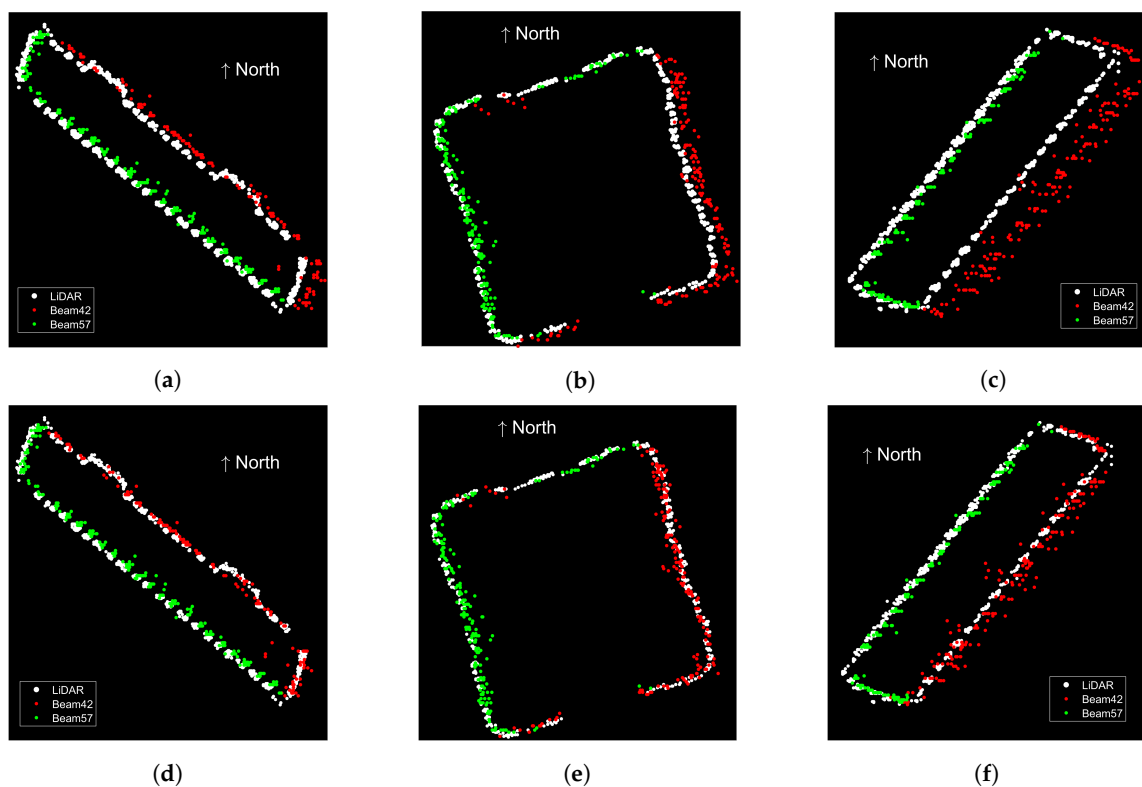 ↑ North
LiDAR
Beam42
Beam57
(a)
↑ North
(b)
↑ North
LiDAR
Beam42
Beam57
(c)
↑ North
LiDAR
Beam42
Beam57
(d)
↑ North
(e)
↑ North
LiDAR
Beam42
Beam57
(f)